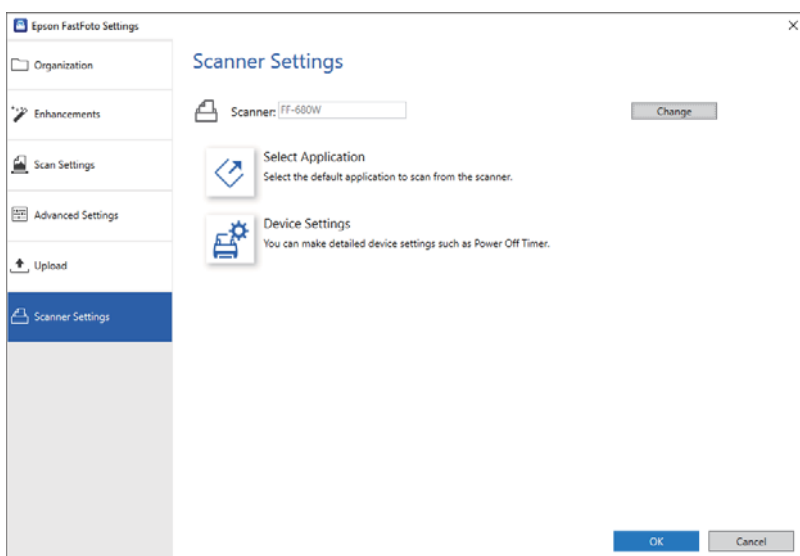 Epson FastFoto Settings
Organization
Enhancements
Scan Settings
Advanced Settings
Upload
Scanner Settings
Scanner Settings
Scanner: FF-680W
Change
Select Application
Select the default application to scan from the scanner.
Device Settings
You can make detailed device settings such as Power Off Timer.
OK
Cancel